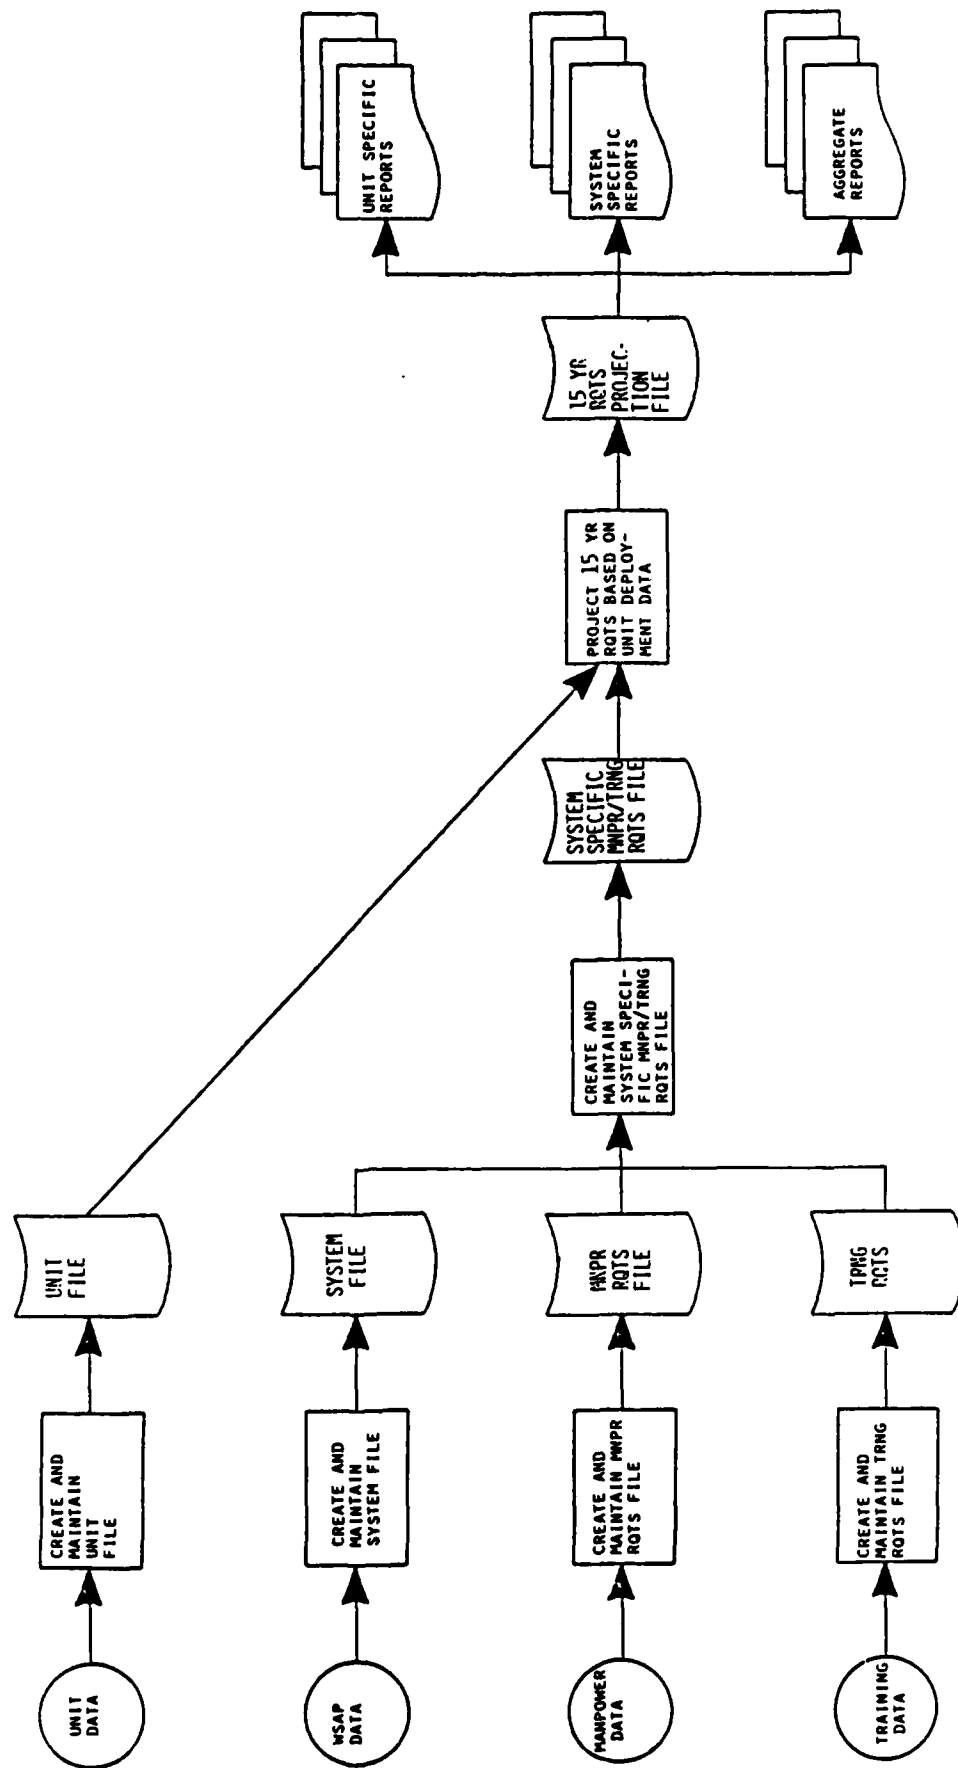 UNIT
DATA
CREATE AND
MAINTAIN
UNIT
FILE
UNIT
FILE
WSAP
DATA
CREATE AND
MAINTAIN
SYSTEM FILE
SYSTEM
FILE
MANPOWER
DATA
CREATE AND
MAINTAIN MNPR
RQTS FILE
MNPR
RQTS
FILE
TRAINING
DATA
CREATE AND
MAINTAIN TRNG
RQTS FILE
TRNG
RQTS
CREATE AND
MAINTAIN
SYSTEM SPECI-
FIC MNPR/TRNG
RQTS FILE
SYSTEM
SPECIFIC
MNPR/TRNG
RQTS FILE
PROJECT 15 YR
RQTS BASED ON
UNIT DEPLOY-
MENT DATA
15 YR
RQTS
PROJEC-
TION
FILE
UNIT SPECIFIC
REPORTS
SYSTEM
SPECIFIC
REPORTS
AGGREGATE
REPORTS